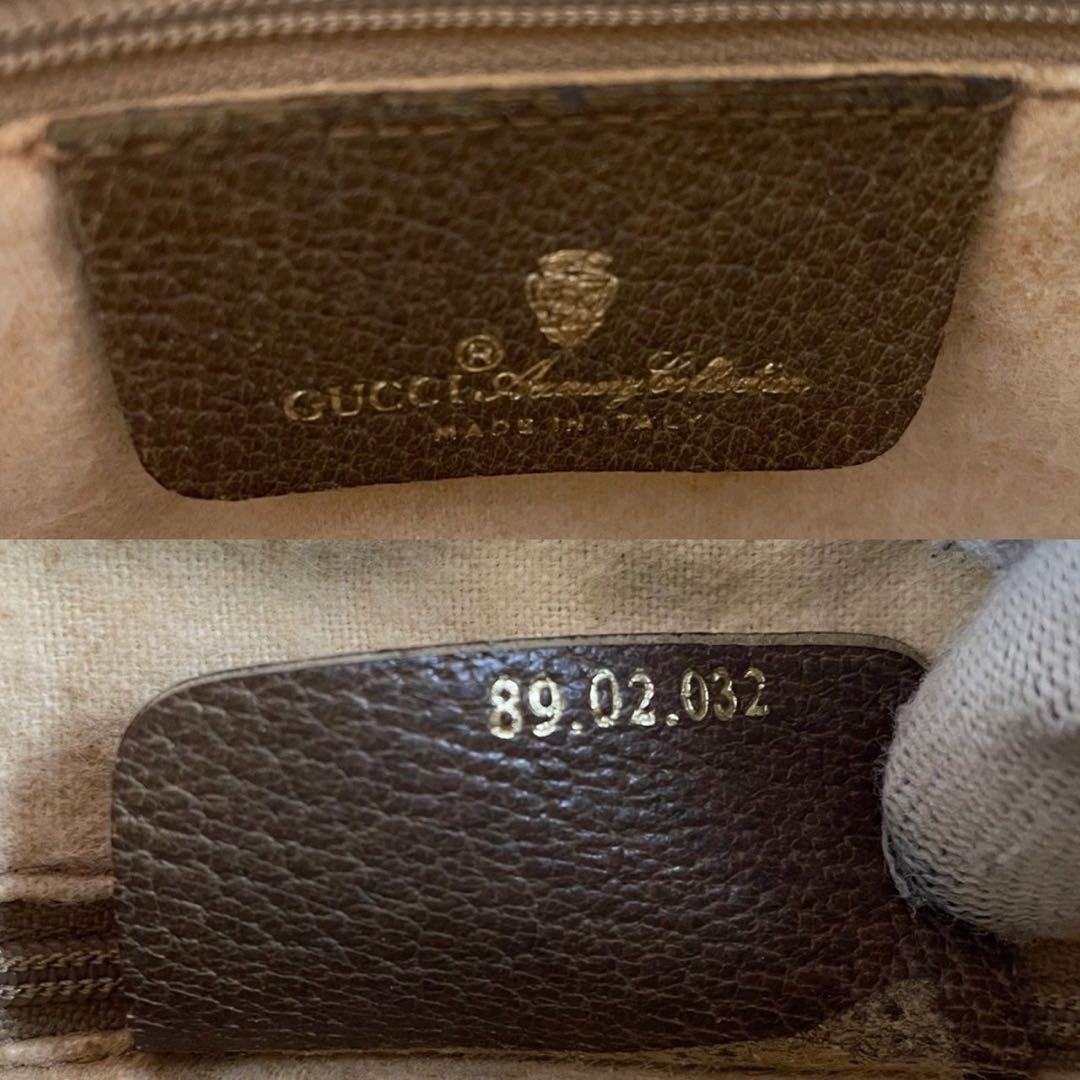 ®
GUCCI Accessory Collection
MADE IN ITALY
89.02.032